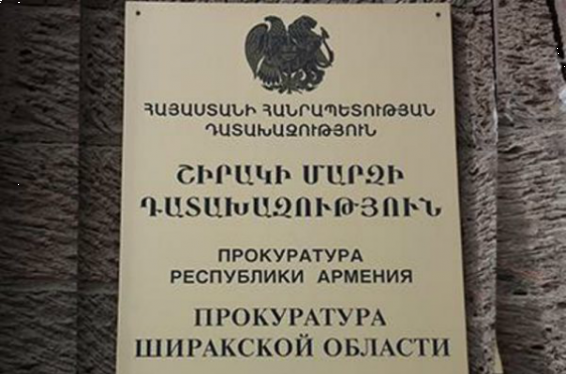 ՀԱՅԱՍՏԱՆԻ ՀԱՆՐԱՊԵՏՈՒԹՅԱՆ
ԴԱՏԱԽԱԶՈՒԹՅՈՒՆ
ՇԻՐԱԿԻ ՄԱՐԶԻ
ԴԱՏԱԽԱԶՈՒԹՅՈՒՆ
ПРОКУРАТУРА
РЕСПУБЛИКИ АРМЕНИЯ
ПРОКУРАТУРА
ШИРАКСКОЙ ОБЛАСТИ